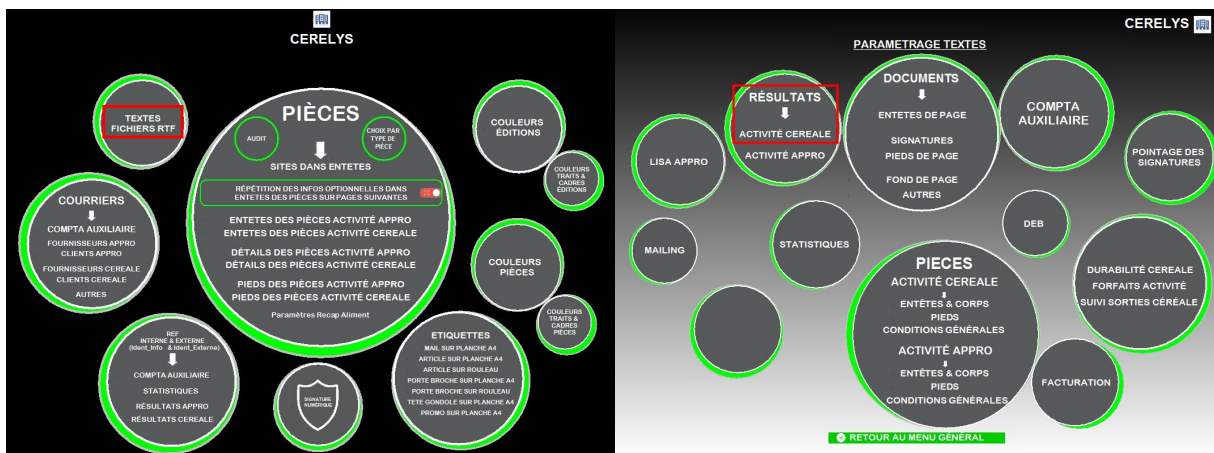 CERELYS
TEXTES
FICHIERS RTF
PIÈCES
AUDIT
CHOIX PAR
TYPE DE
PIÈCE
SITES DANS ENTETES
RÉPÉTITION DES INFOS OPTIONNELLES DANS
ENTETES DES PIÈCES SUR PAGES SUIVANTES
ENTETES DES PIÈCES ACTIVITÉ APPRO
ENTETES DES PIÈCES ACTIVITÉ CEREALE
DÉTAILS DES PIÈCES ACTIVITÉ APPRO
DÉTAILS DES PIÈCES ACTIVITÉ CEREALE
PIEDS DES PIÈCES ACTIVITÉ APPRO
PIEDS DES PIÈCES ACTIVITÉ CEREALE
Paramètres Recap Aliment
COULEURS
ÉDITIONS
COULEURS
TRAITS &
CADRES
ÉDITIONS
COURRIERS
COMPTA AUXILIAIRE
FOURNISSEURS APPRO
CLIENTS APPRO
FOURNISSEURS CEREALE
CLIENTS CEREALE
AUTRES
COULEURS
PIÈCES
COULEURS
TRAITS &
CADRES
PIÈCES
REF
INTERNE & EXTERNE
(Ident_Info & Ident_Externe)
COMPTA AUXILIAIRE
STATISTIQUES
RÉSULTATS APPRO
RÉSULTATS CEREALE
SIGNATURE
NUMÉRIQUE
ETIQUETTES
MAIL SUR PLANCHE A4
ARTICLE SUR PLANCHE A4
ARTICLE SUR ROULEAU
PORTE BROCHE SUR PLANCHE A4
PORTE BROCHE SUR ROULEAU
TETE GONDOLE SUR PLANCHE A4
PROMO SUR PLANCHE A4
CERELYS
PARAMETRAGE TEXTES
LISA APPRO
RÉSULTATS
ACTIVITÉ CEREALE
ACTIVITÉ APPRO
DOCUMENTS
ENTETES DE PAGE
SIGNATURES
PIEDS DE PAGE
FOND DE PAGE
AUTRES
COMPTA
AUXILIAIRE
POINTAGE DES
SIGNATURES
MAILING
STATISTIQUES
DEB
PIECES
ACTIVITÉ CEREALE
ENTÊTES & CORPS
PIEDS
CONDITIONS GÉNÉRALES
ACTIVITÉ APPRO
ENTÊTES & CORPS
PIEDS
CONDITIONS GÉNÉRALES
DURABILITÉ CEREALE
FORFAITS ACTIVITÉ
SUIVI SORTIES CÉRÉALE
FACTURATION
RETOUR AU MENU GÉNÉRAL